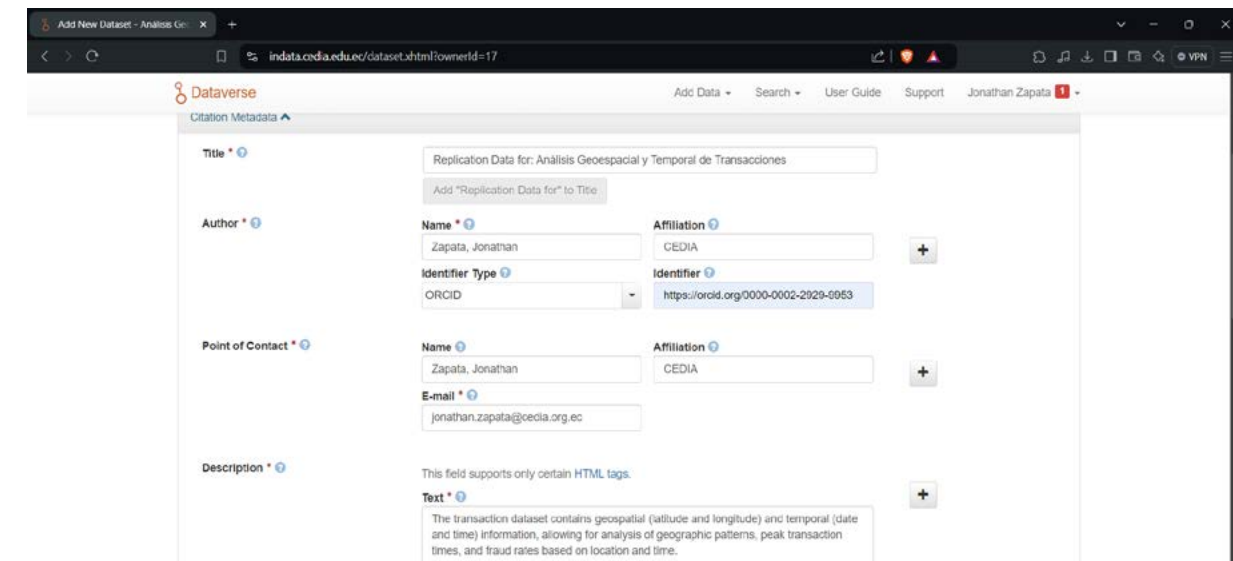 Add New Dataset - Análisis Ge
indata.cedia.edu.ec/dataset.xhtml?ownerId=17
VPN
Dataverse
Add Data
Search
User Guide
Support
Jonathan Zapata 1
Citation Metadata
Title *
Replication Data for: Análisis Geoespacial y Temporal de Transacciones
Add "Replication Data for" to Title
Author *
Name * Affiliation
Zapata, Jonathan CEDIA
Identifier Type Identifier
ORCID https://orcid.org/0000-0002-2929-9953
Point of Contact *
Name Affiliation
Zapata, Jonathan CEDIA
E-mail *
jonathan.zapata@cedia.org.ec
Description *
This field supports only certain HTML tags.
Text *
The transaction dataset contains geospatial (latitude and longitude) and temporal (date
and time) information, allowing for analysis of geographic patterns, peak transaction
times, and fraud rates based on location and time.